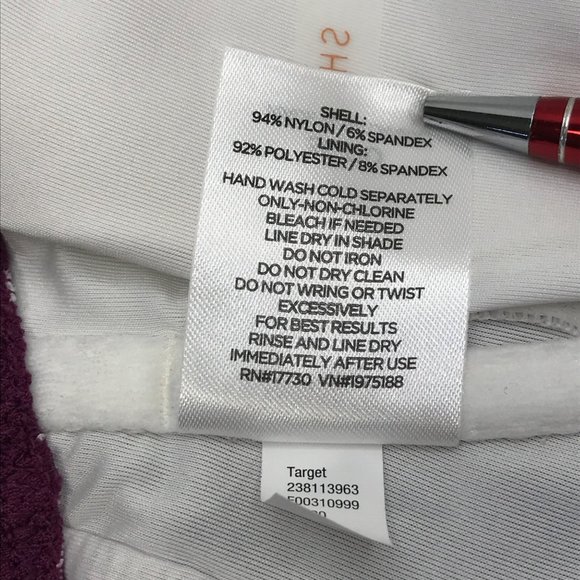 SH
SHELL:
94% NYLON / 6% SPANDEX
LINING:
92% POLYESTER / 8% SPANDEX
HAND WASH COLD SEPARATELY
ONLY-NON-CHLORINE
BLEACH IF NEEDED
LINE DRY IN SHADE
DO NOT IRON
DO NOT DRY CLEAN
DO NOT WRING OR TWIST
EXCESSIVELY
FOR BEST RESULTS
RINSE AND LINE DRY
IMMEDIATELY AFTER USE
RN#17730 VN#1975188
Target
238113963
E00310999